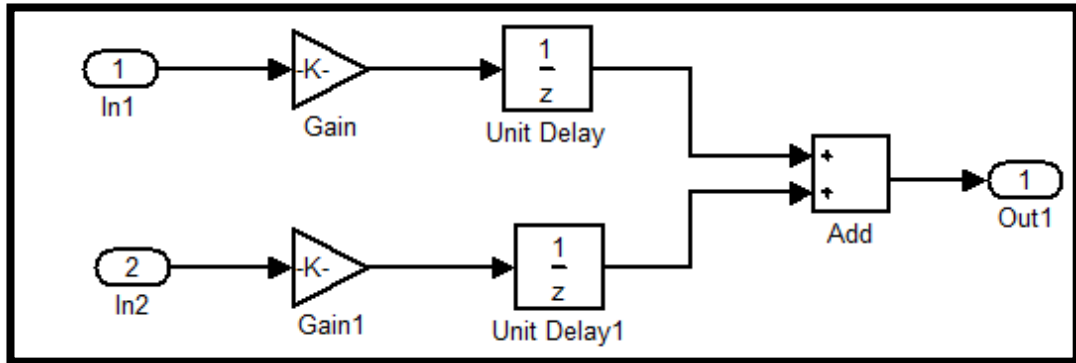 1
In1
-K-
Gain
1
z
Unit Delay
+
+
Add
1
Out1
2
In2
-K-
Gain1
1
z
Unit Delay1